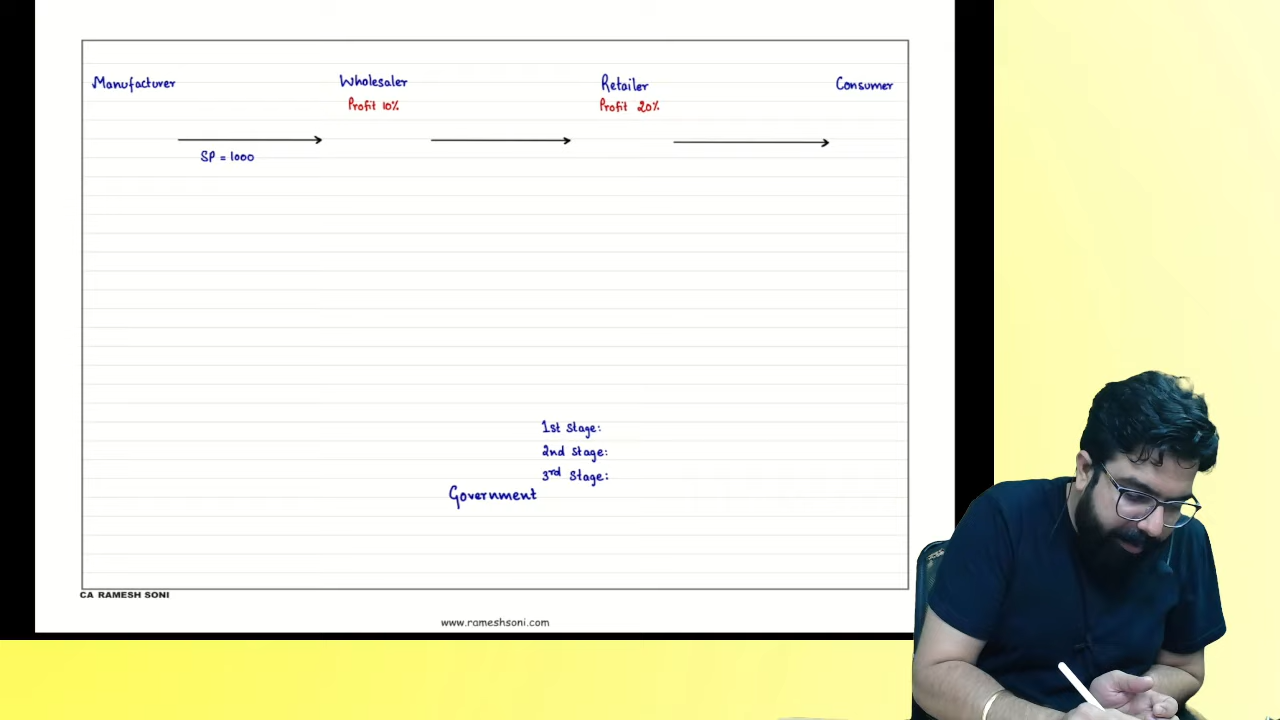 Manufacturer Wholesaler Retailer Consumer
Profit 10% Profit 20%
SP = 1000
1st Stage:
2nd Stage:
3rd Stage:
Government
CA RAMESH SONI
www.rameshsoni.com